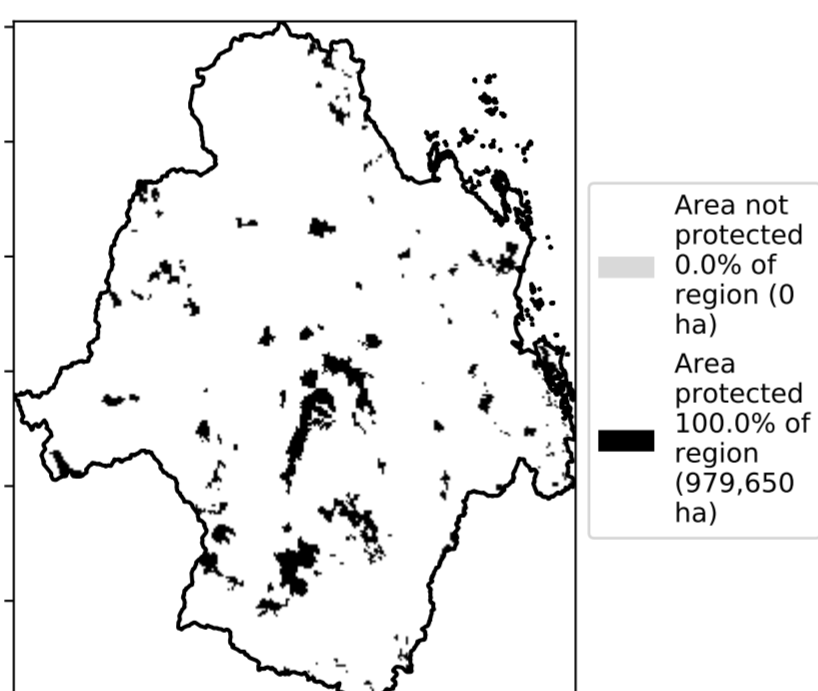 Area not
protected
0.0% of
region (0
ha)
Area
protected
100.0% of
region
(979,650
ha)